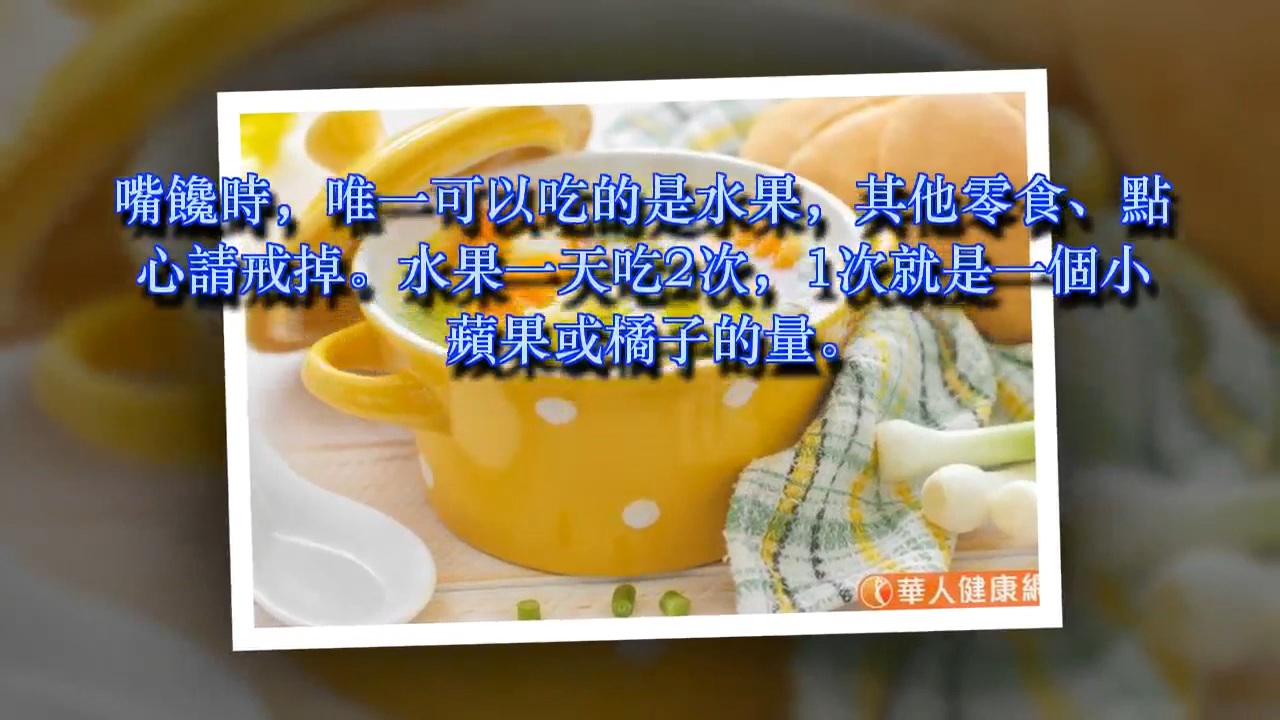 嘴饞時，唯一可以吃的是水果，其他零食、點
心請戒掉。水果一天吃2次，1次就是一個小
蘋果或橘子的量。
華人健康網